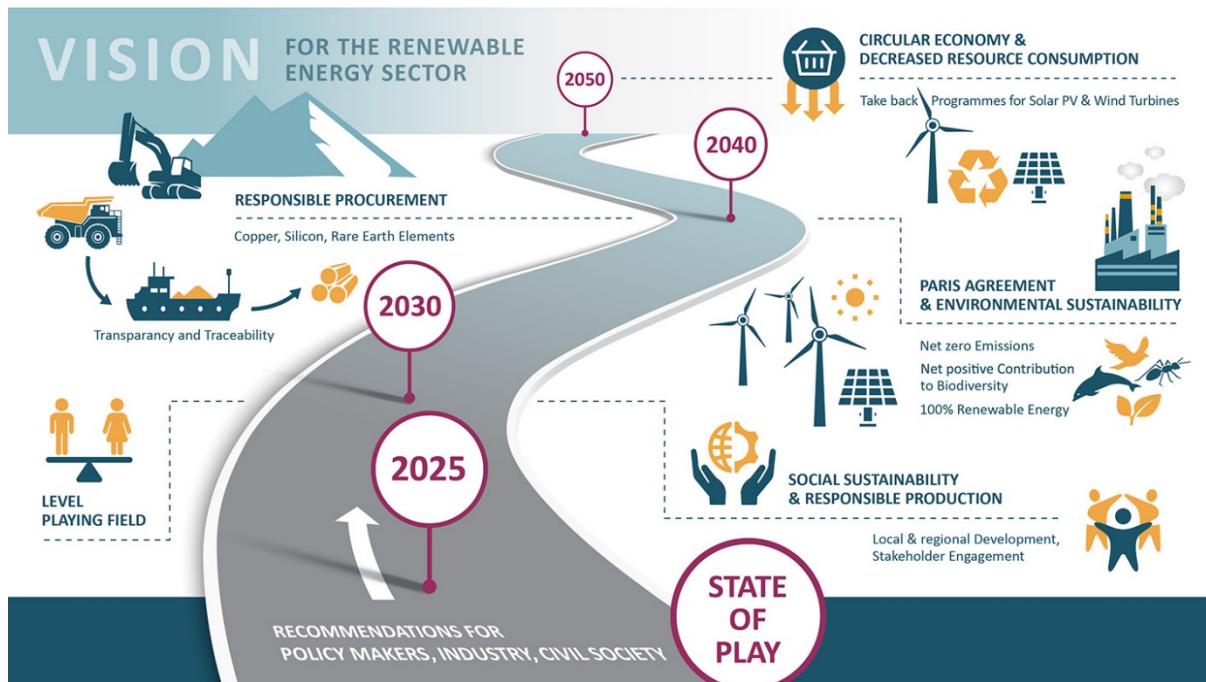 VISION
FOR THE RENEWABLE
ENERGY SECTOR
2050
CIRCULAR ECONOMY &
DECREASED RESOURCE CONSUMPTION
Take back Programmes for Solar PV & Wind Turbines
2040
RESPONSIBLE PROCUREMENT
Copper, Silicon, Rare Earth Elements
Transparancy and Traceability
PARIS AGREEMENT
& ENVIRONMENTAL SUSTAINABILITY
Net zero Emissions
Net positive Contribution
to Biodiversity
100% Renewable Energy
2030
LEVEL
PLAYING FIELD
2025
SOCIAL SUSTAINABILITY
& RESPONSIBLE PRODUCTION
Local & regional Development,
Stakeholder Engagement
STATE
OF
PLAY
RECOMMENDATIONS FOR
POLICY MAKERS, INDUSTRY, CIVIL SOCIETY